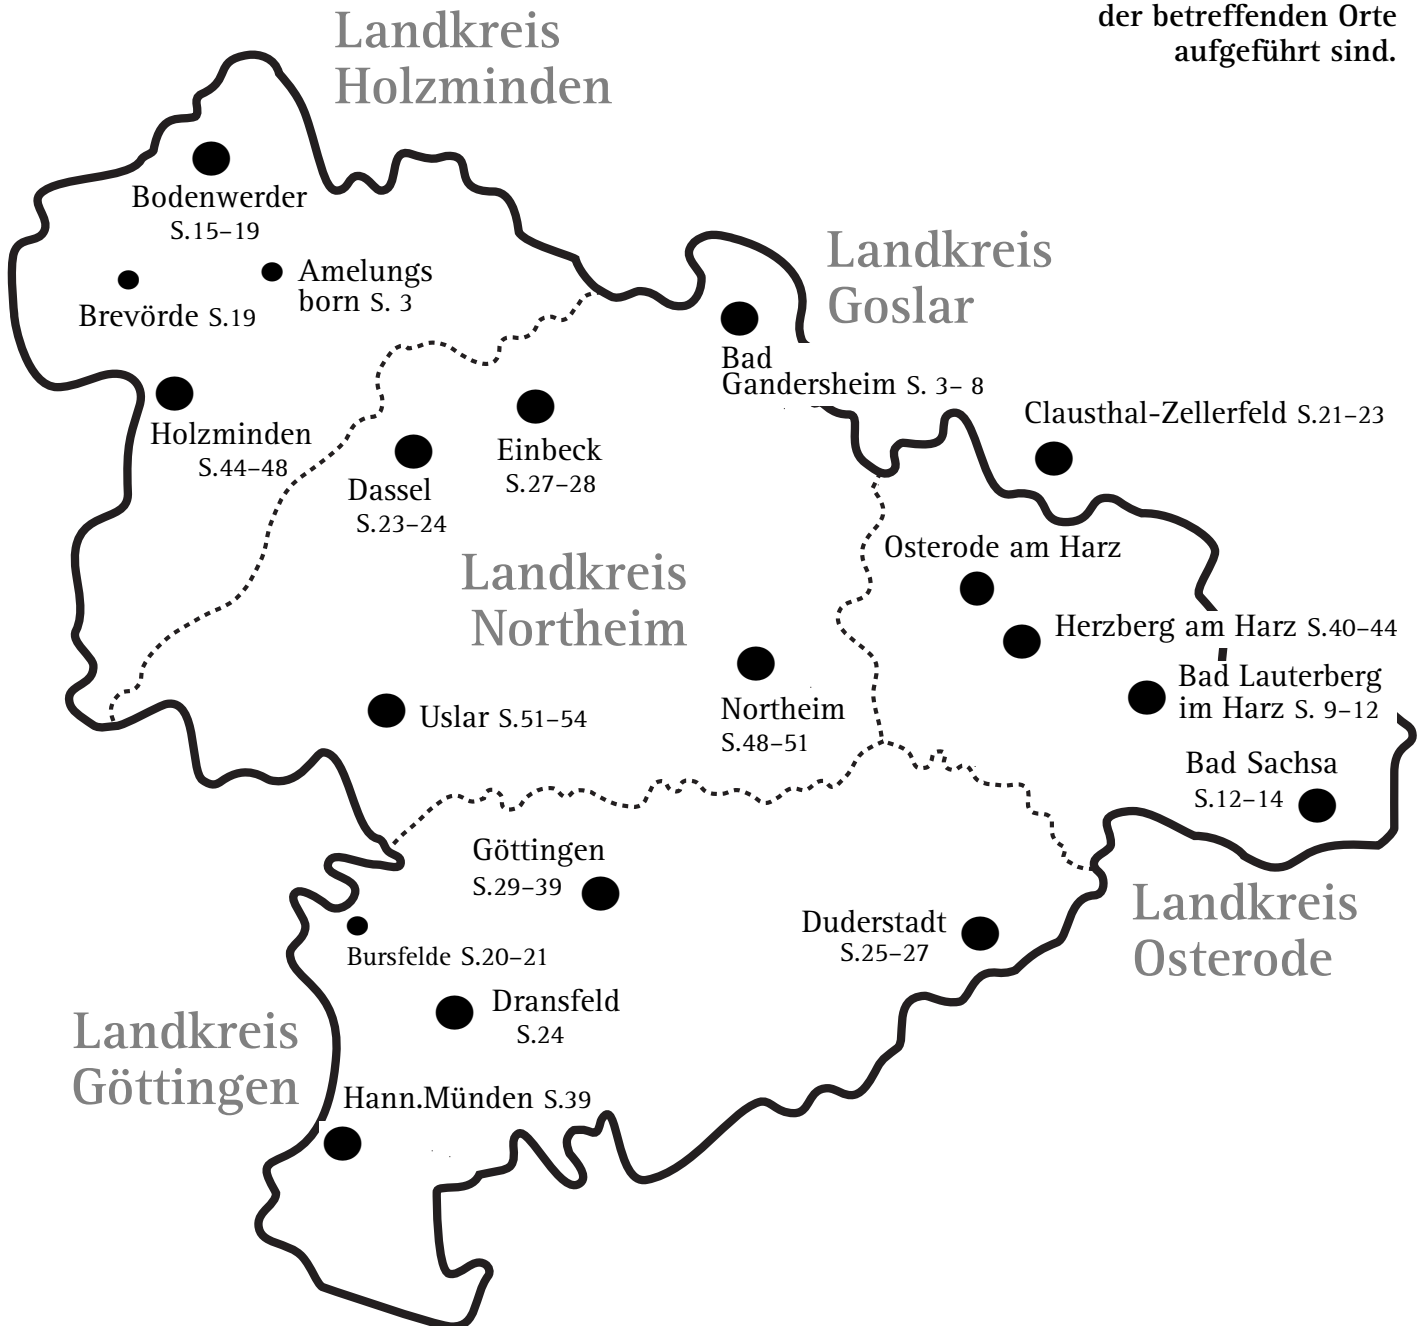 der betreffenden Orte
aufgeführt sind.
Landkreis
Holzminden
Bodenwerder
S.15–19
Amelungs
born S. 3
Brevörde S.19
Landkreis
Goslar
Bad
Gandersheim S. 3– 8
Clausthal-Zellerfeld S.21–23
Holzminden
S.44–48
Einbeck
S.27–28
Dassel
S.23–24
Osterode am Harz
Landkreis
Northeim
Herzberg am Harz S.40–44
Bad Lauterberg
im Harz S. 9–12
Uslar S.51–54
Northeim
S.48–51
Bad Sachsa
S.12–14
Göttingen
S.29–39
Landkreis
Osterode
Duderstadt
S.25–27
Bursfelde S.20–21
Dransfeld
S.24
Landkreis
Göttingen
Hann.Münden S.39